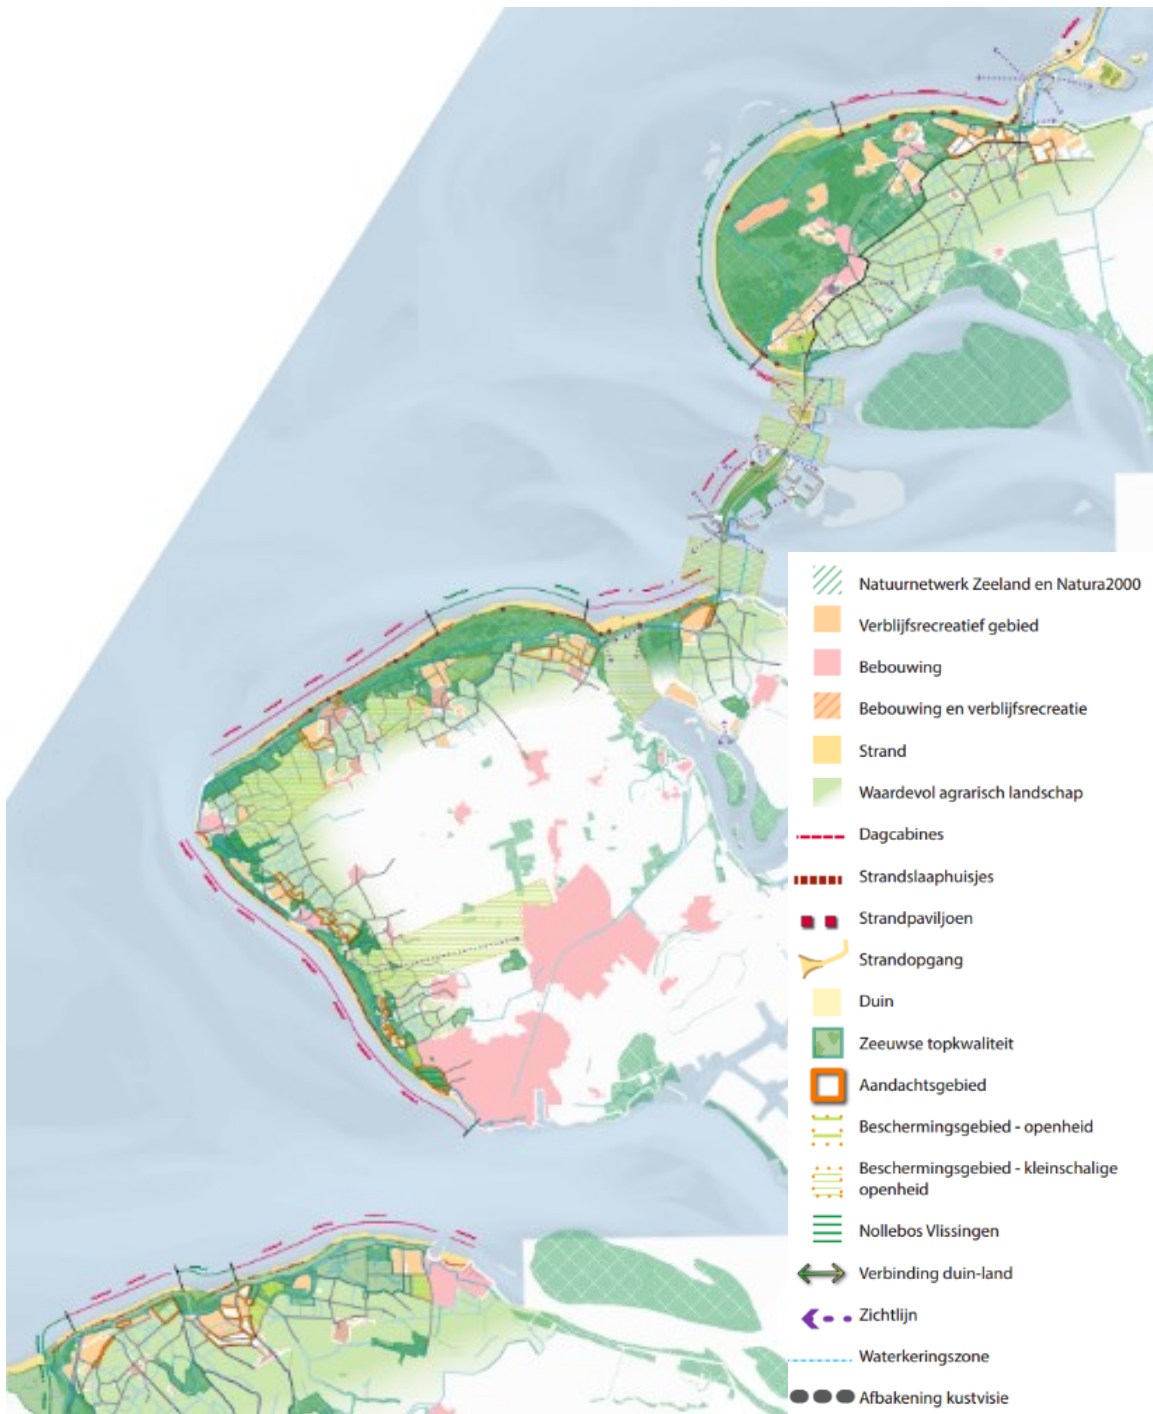 Natuurnetwerk Zeeland en Natura2000
Verblijfsrecreatief gebied
Bebouwing
Bebouwing en verblijfsrecreatie
Strand
Waardevol agrarisch landschap
Dagcabines
Strandslaaphuisjes
Strandpaviljoen
Strandopgang
Duin
Zeeuwse topkwaliteit
Aandachtsgebied
Beschermingsgebied - openheid
Beschermingsgebied - kleinschalige
openheid
Nollebos Vlissingen
Verbinding duin-land
Zichtlijn
Waterkeringszone
Afbakening kustvisie